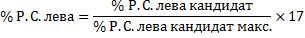 % Р.С.лева = % Р.С.лева кандидат / % Р.С.лева кандидат макс. × 17